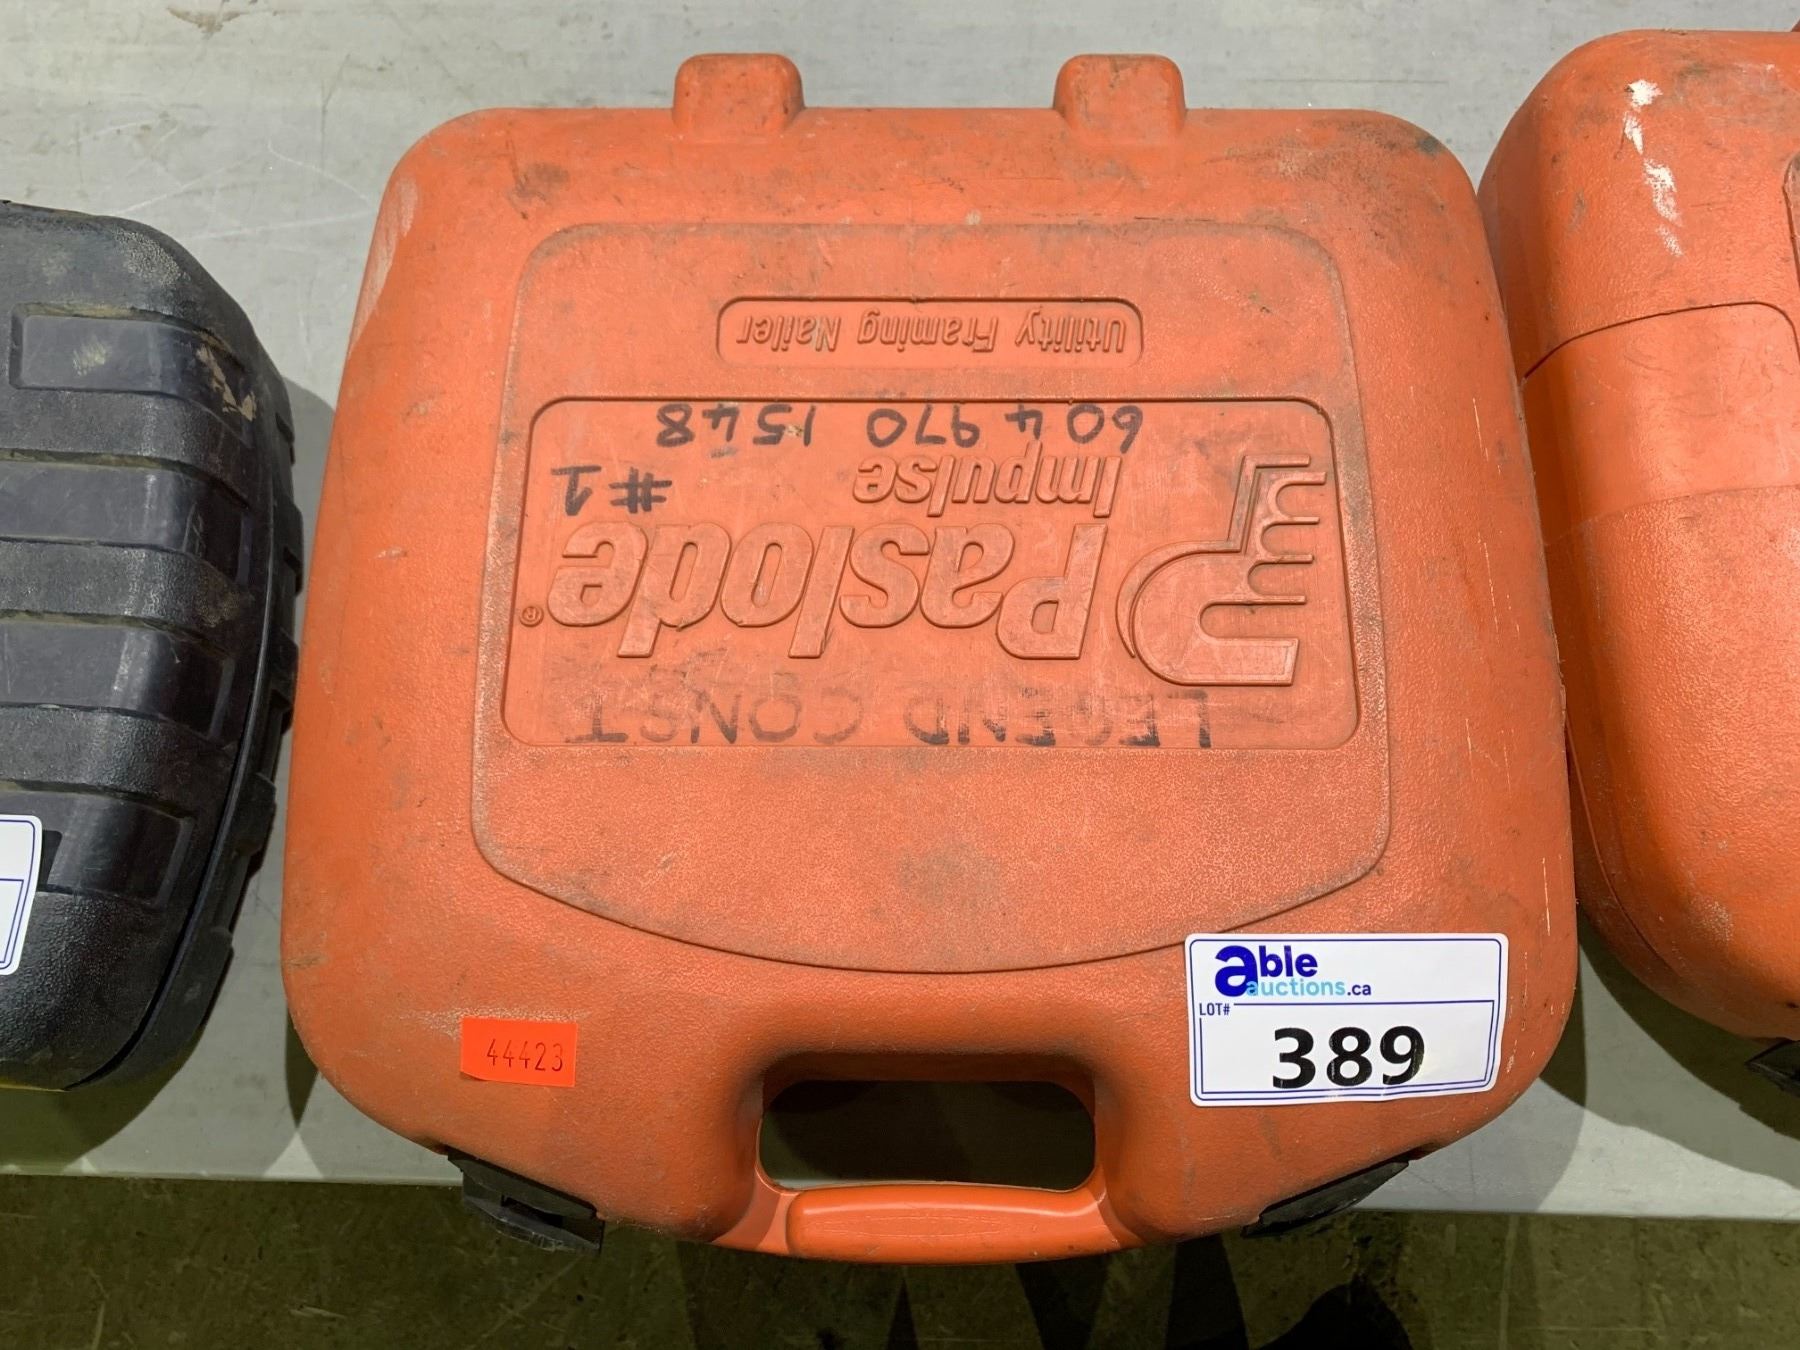 LEGEND CONST
Paslode®
Impulse
#1
604 970 1548
Utility Framing Nailer
able
auctions.ca
LOT#
389
44423